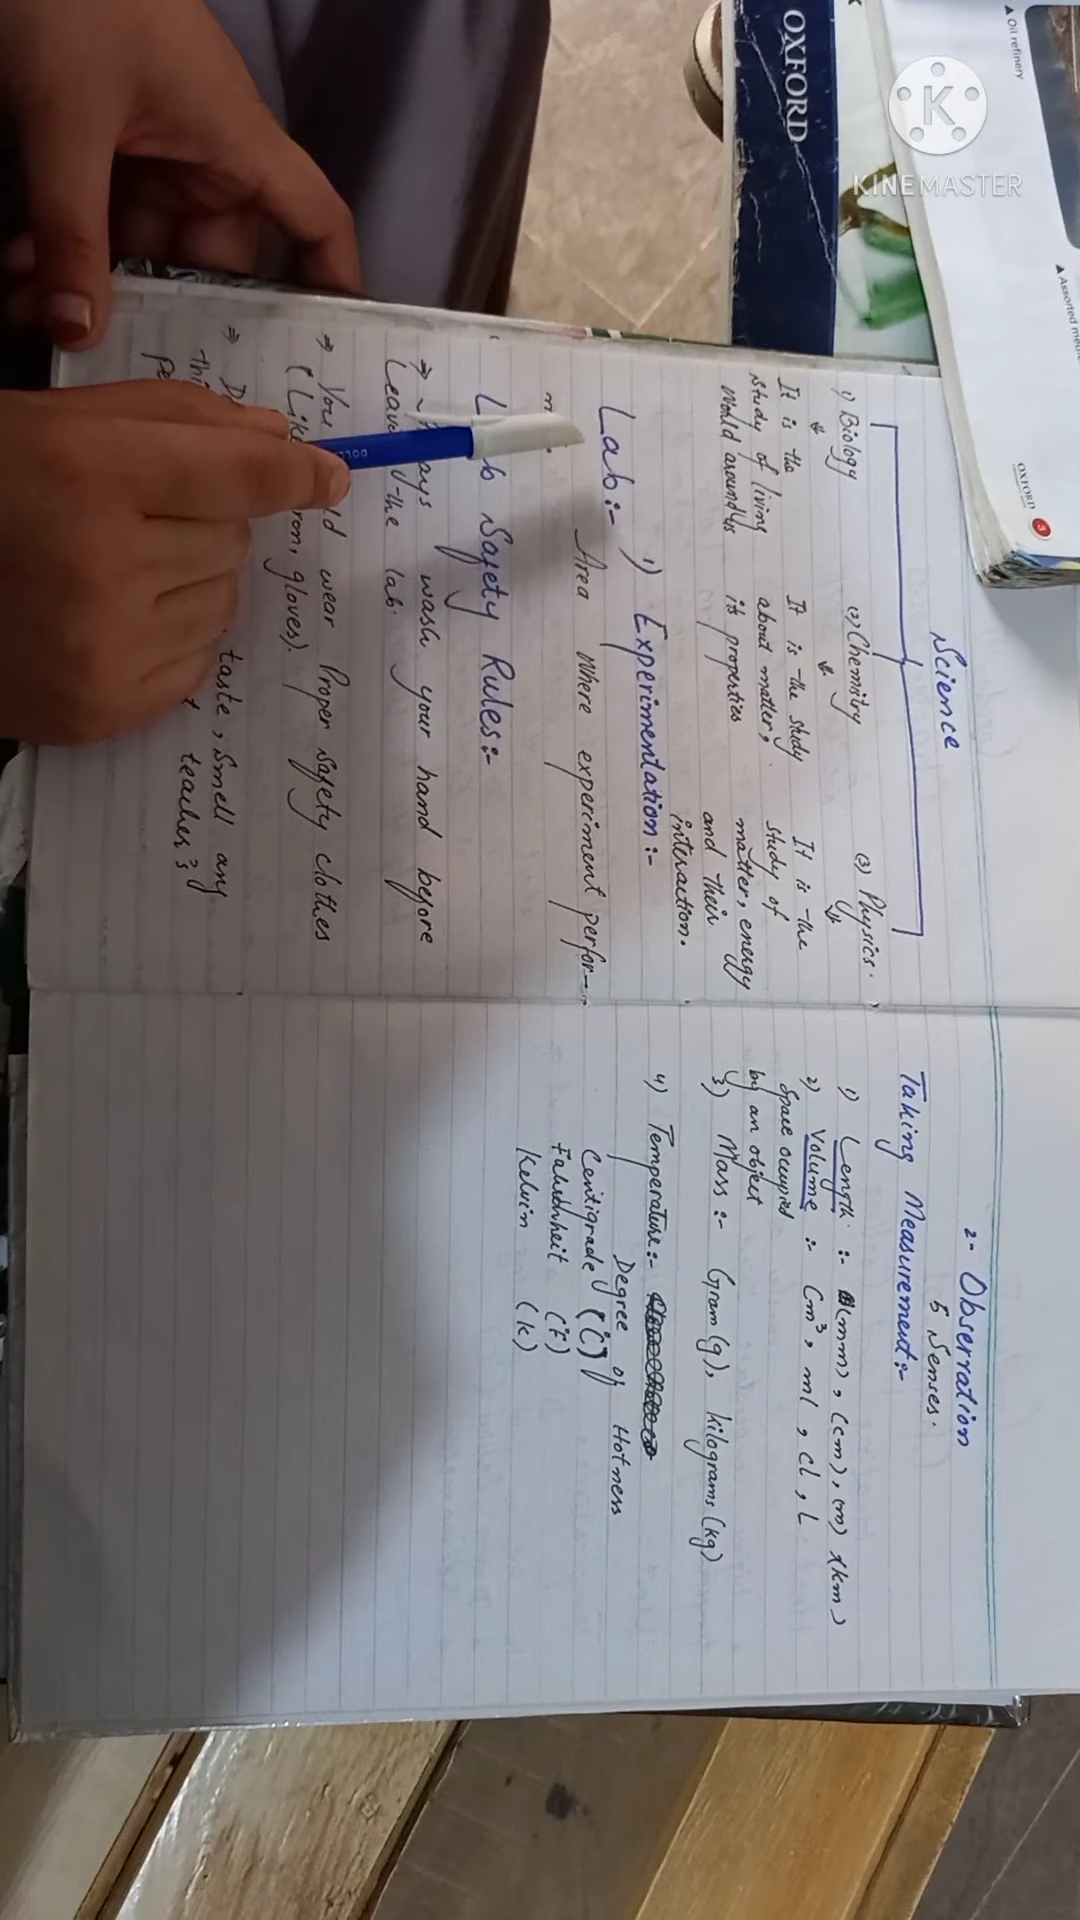 Science
1) Biology
(2) Chemistry
(3) Physics.
It is the
study of living
world around us
It is the study
about matter,
its properties
It is the
study of
matter, energy
and their
interaction.
1) Experimentation :-
Lab:-
Area where experiment perfor-
Safety Rules:-
⇒ wash your hand before
Leave the lab.
⇒ You wear Proper safety clothes
gloves).
⇒ taste, smell any
teacher
2- Observation
5 Senses.
Taking Measurement:-
1) Length :- (mm), (cm), (m) (km)
2) Volume :- Cm³, ml, cl, L
Space occupied
by an object
3) Mass :- Gram (g), kilograms (kg)
4) Temperature:-
Degree of Hotness
Centigrade (°C)
Fahrenheit (°F)
Kelvin (k)
OXFORD
▲ Oil refinery
K
KINEMASTER
▲ Assorted
OXFORD 3